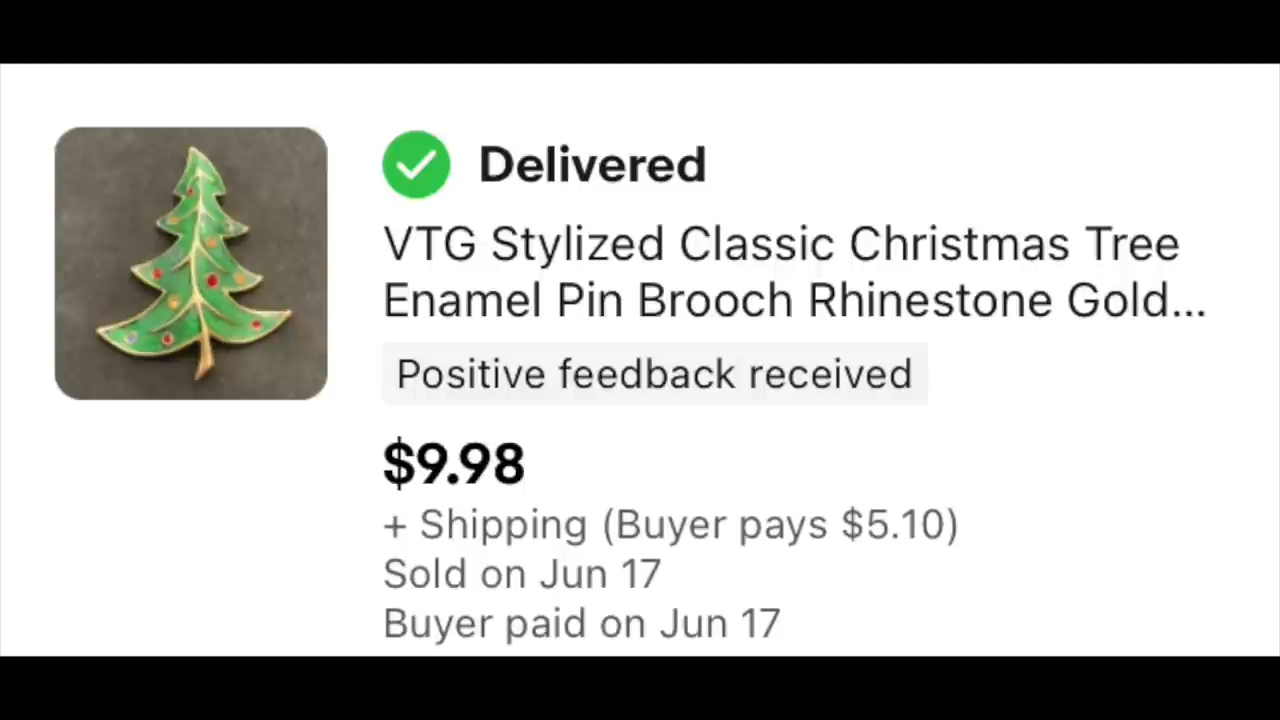 Delivered
VTG Stylized Classic Christmas Tree
Enamel Pin Brooch Rhinestone Gold...
Positive feedback received
$9.98
+ Shipping (Buyer pays $5.10)
Sold on Jun 17
Buyer paid on Jun 17